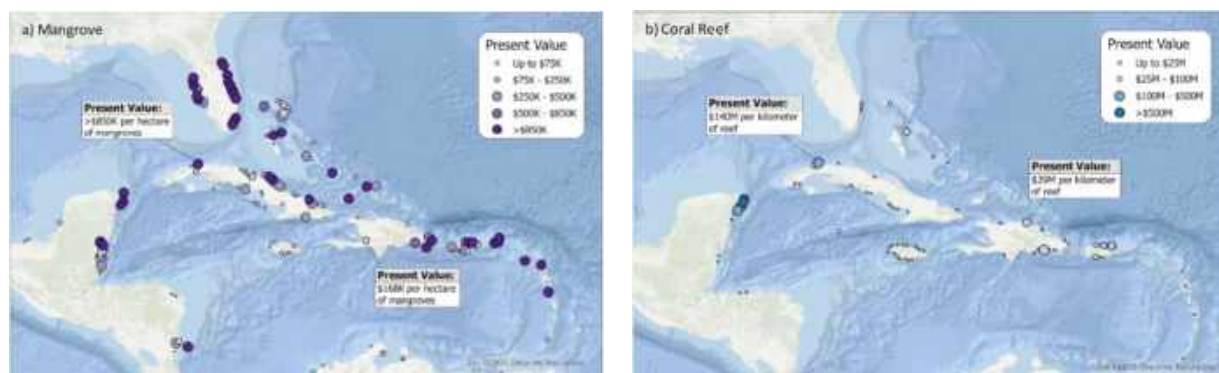 a) Mangrove
Present Value
Up to $75K
$75K - $250K
$250K - $500K
$500K - $850K
>$850K
Present Value:
>$850K per hectare
of mangroves
Present Value:
$168K per hectare
of mangroves
b) Coral Reef
Present Value
Up to $25M
$25M - $100M
$100M - $500M
>$500M
Present Value:
$140M per kilometer
of reef
Present Value:
$39M per kilometer
of reef